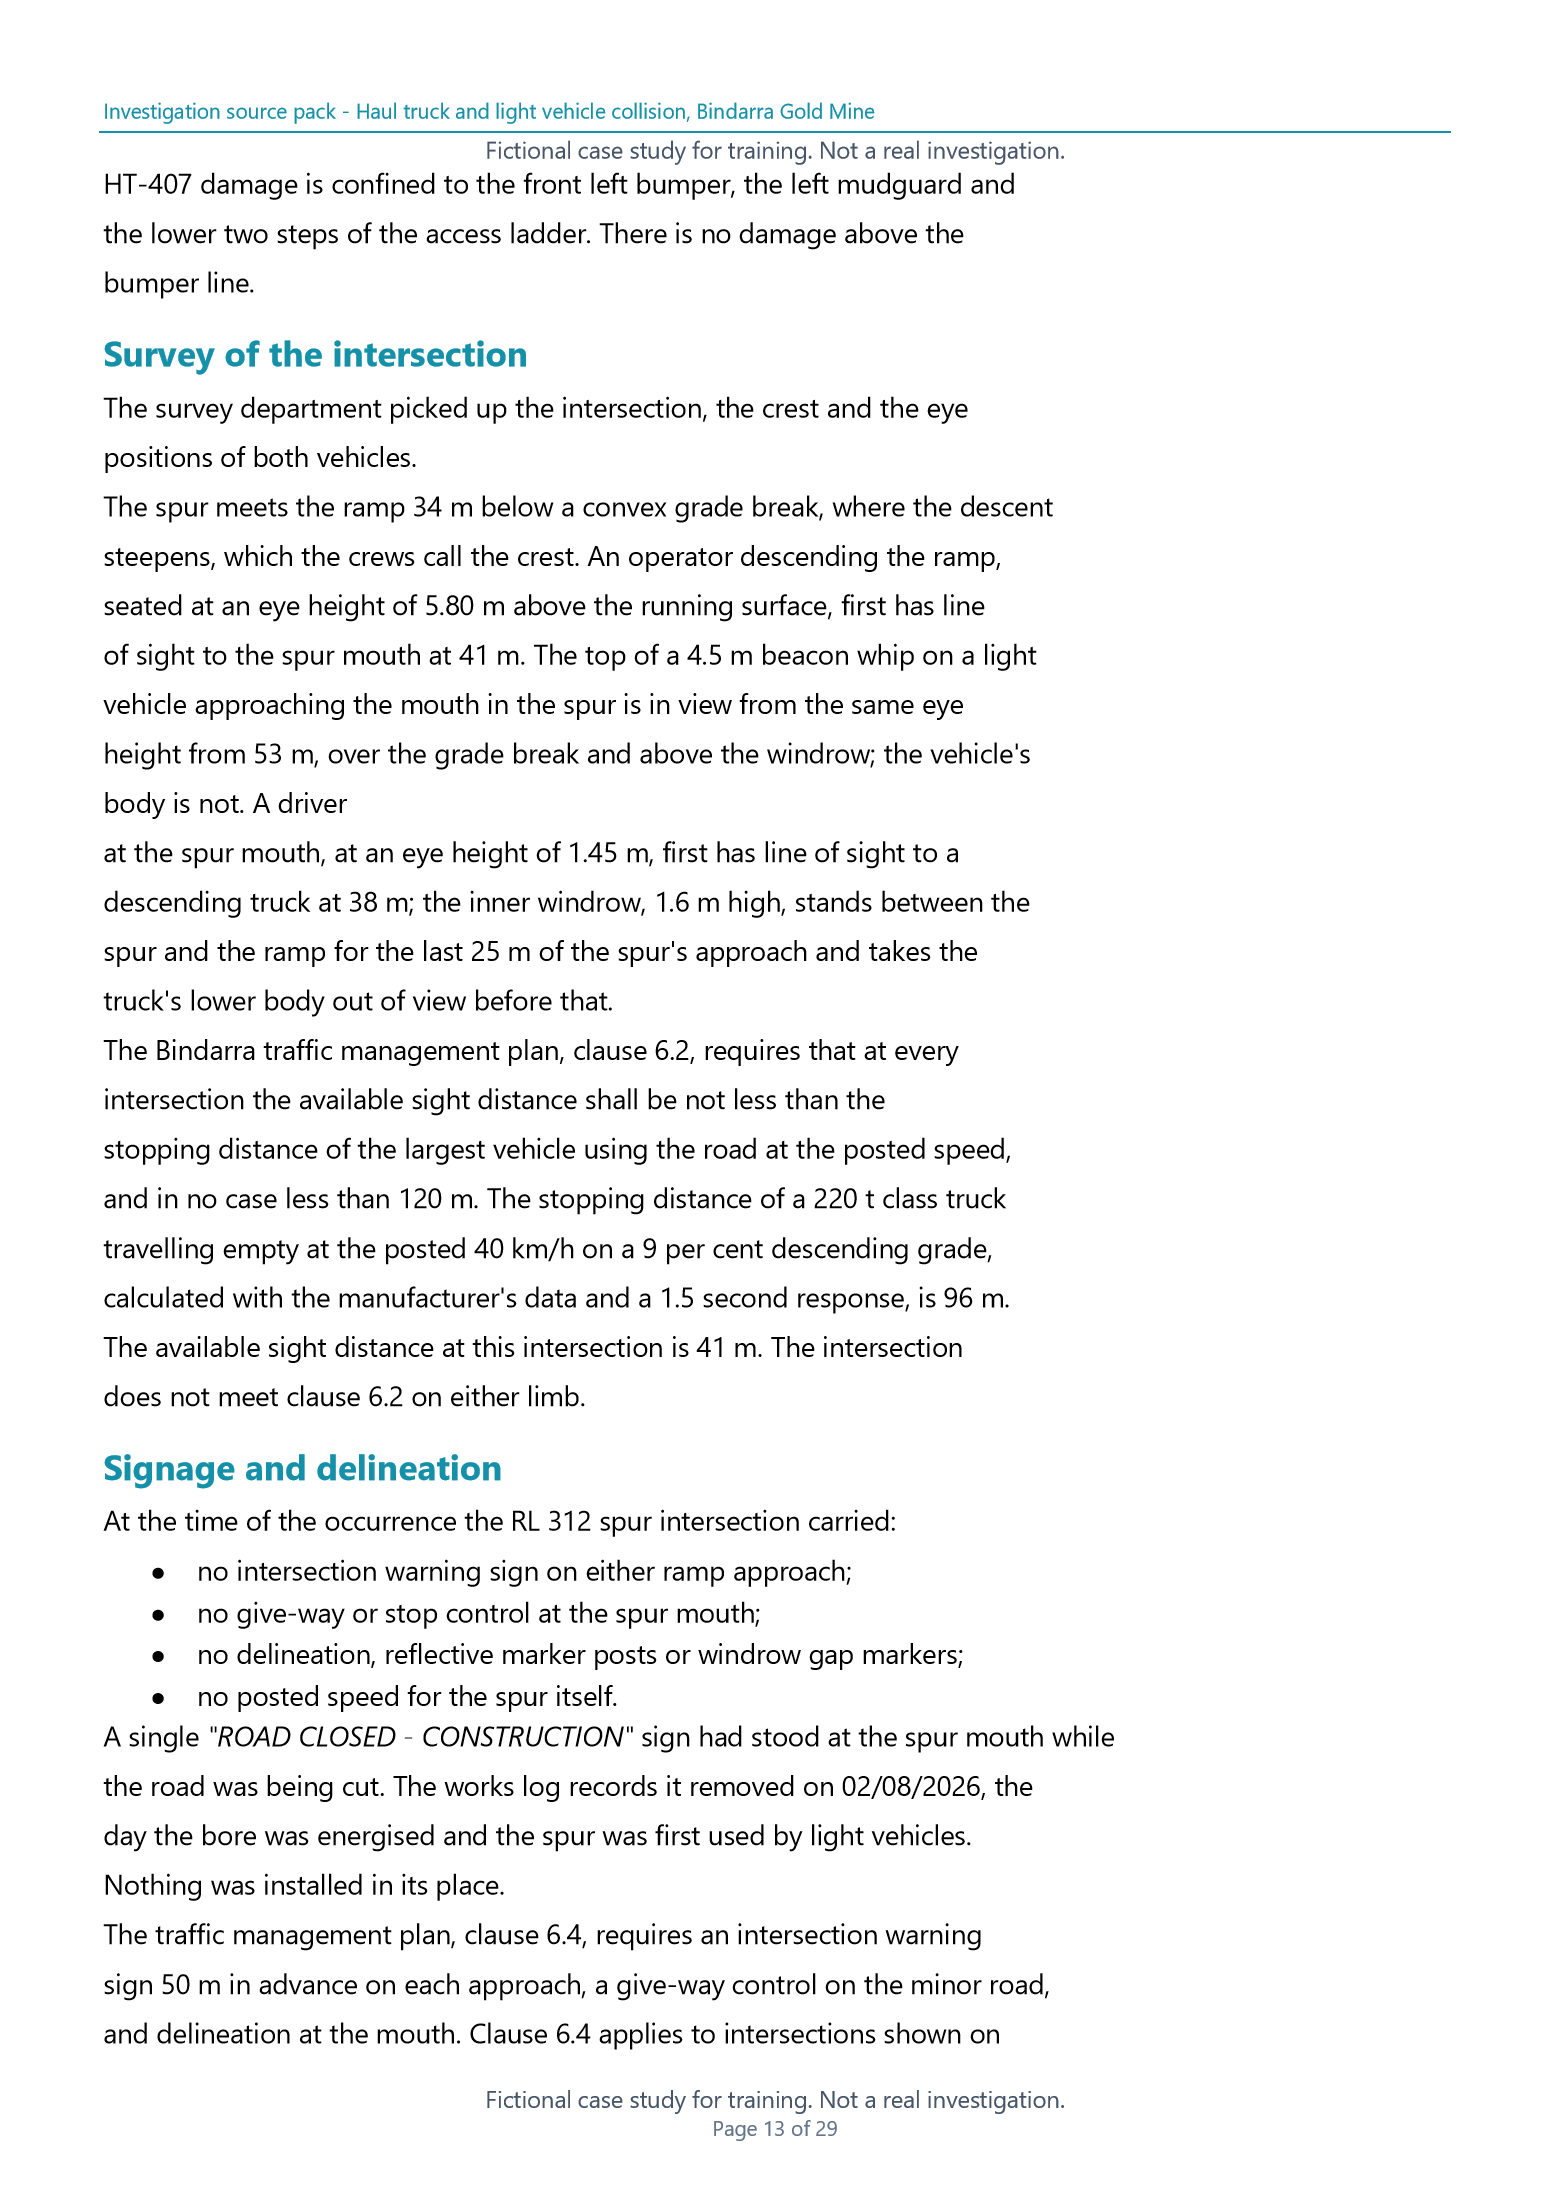 Investigation source pack - Haul truck and light vehicle collision, Bindarra Gold Mine
Fictional case study for training. Not a real investigation.
HT-407 damage is confined to the front left bumper, the left mudguard and
the lower two steps of the access ladder. There is no damage above the
bumper line.
Survey of the intersection
The survey department picked up the intersection, the crest and the eye
positions of both vehicles.
The spur meets the ramp 34 m below a convex grade break, where the descent
steepens, which the crews call the crest. An operator descending the ramp,
seated at an eye height of 5.80 m above the running surface, first has line
of sight to the spur mouth at 41 m. The top of a 4.5 m beacon whip on a light
vehicle approaching the mouth in the spur is in view from the same eye
height from 53 m, over the grade break and above the windrow; the vehicle's
body is not. A driver
at the spur mouth, at an eye height of 1.45 m, first has line of sight to a
descending truck at 38 m; the inner windrow, 1.6 m high, stands between the
spur and the ramp for the last 25 m of the spur's approach and takes the
truck's lower body out of view before that.
The Bindarra traffic management plan, clause 6.2, requires that at every
intersection the available sight distance shall be not less than the
stopping distance of the largest vehicle using the road at the posted speed,
and in no case less than 120 m. The stopping distance of a 220 t class truck
travelling empty at the posted 40 km/h on a 9 per cent descending grade,
calculated with the manufacturer's data and a 1.5 second response, is 96 m.
The available sight distance at this intersection is 41 m. The intersection
does not meet clause 6.2 on either limb.
Signage and delineation
At the time of the occurrence the RL 312 spur intersection carried:
● no intersection warning sign on either ramp approach;
● no give-way or stop control at the spur mouth;
● no delineation, reflective marker posts or windrow gap markers;
● no posted speed for the spur itself.
A single "ROAD CLOSED - CONSTRUCTION" sign had stood at the spur mouth while
the road was being cut. The works log records it removed on 02/08/2026, the
day the bore was energised and the spur was first used by light vehicles.
Nothing was installed in its place.
The traffic management plan, clause 6.4, requires an intersection warning
sign 50 m in advance on each approach, a give-way control on the minor road,
and delineation at the mouth. Clause 6.4 applies to intersections shown on
Fictional case study for training. Not a real investigation.
Page 13 of 29